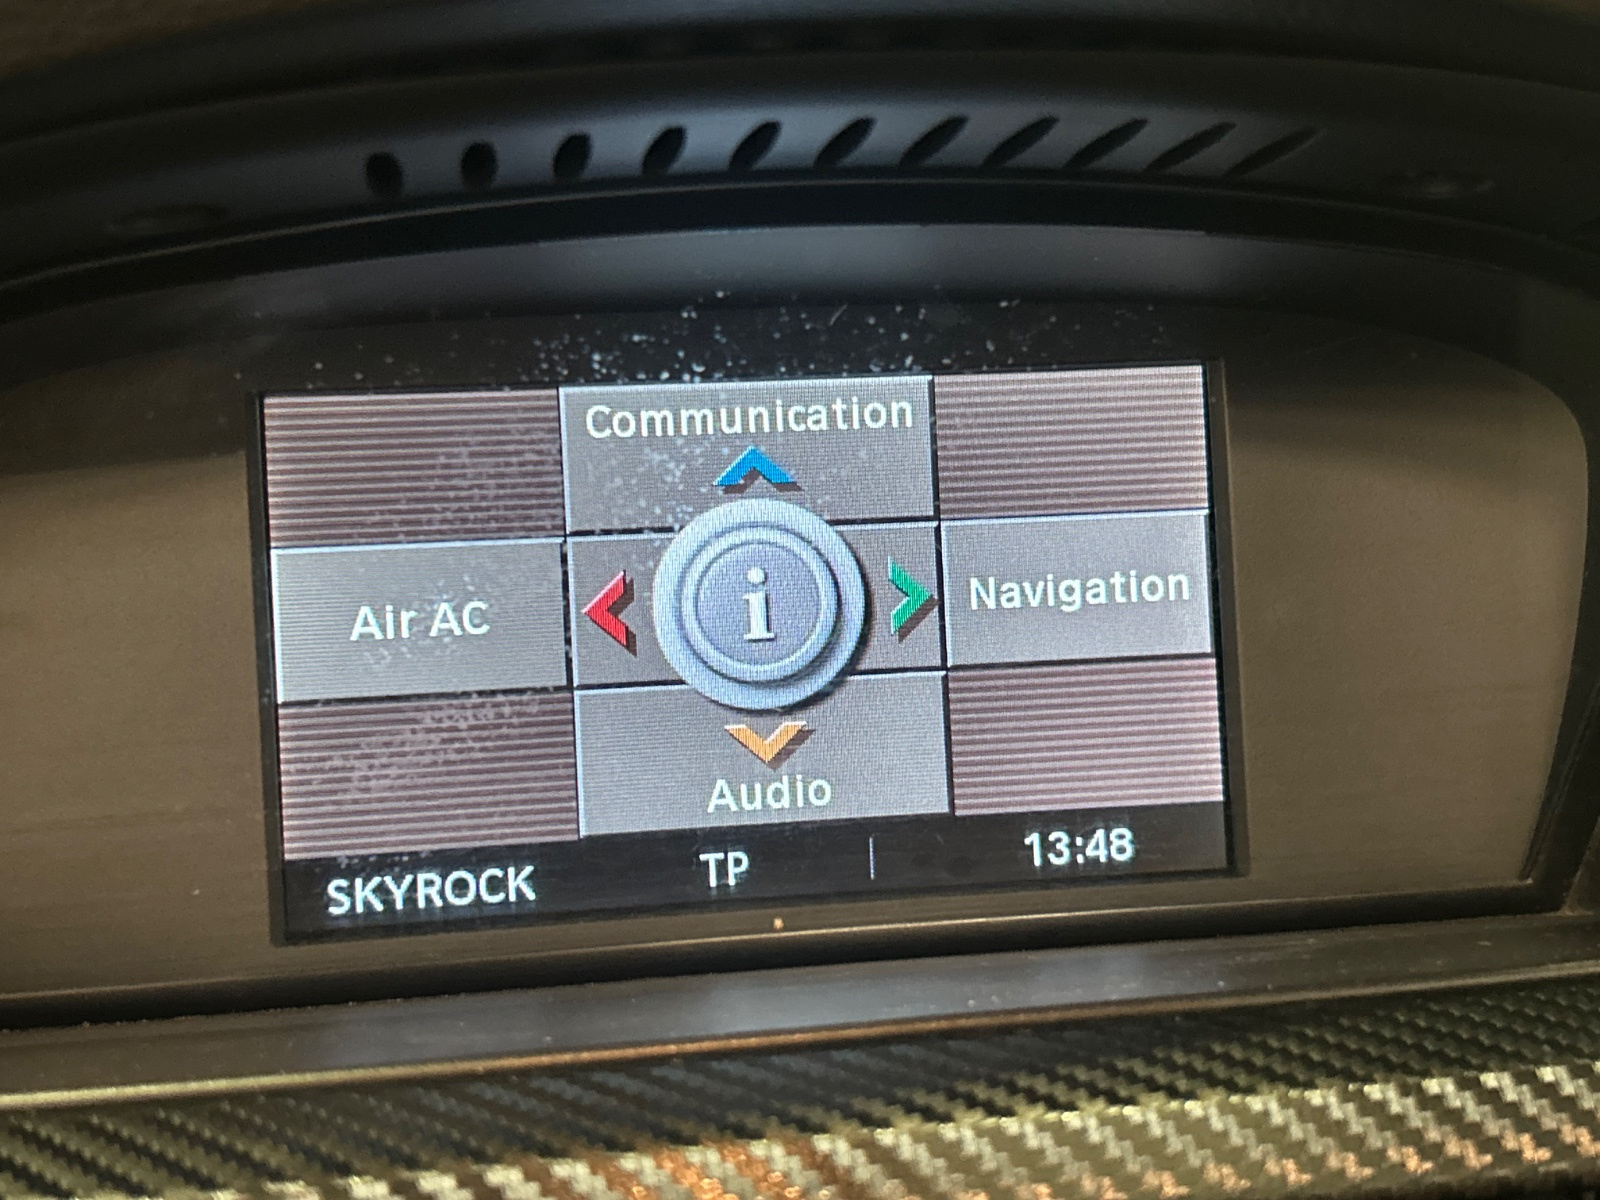 Communication
Air AC
i
Navigation
Audio
SKYROCK TP 13:48